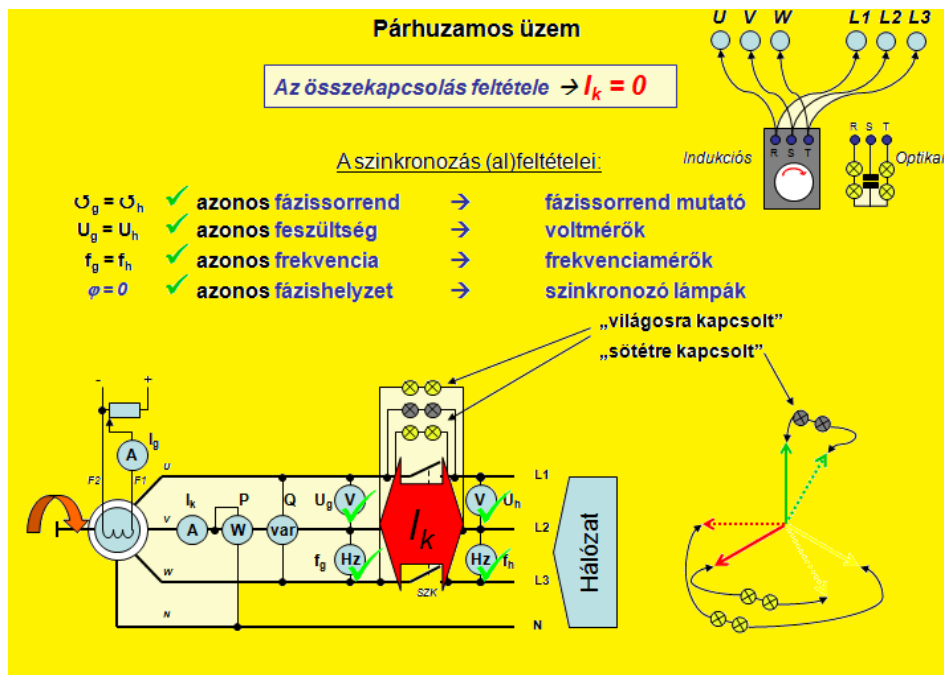 Párhuzamos üzem
U V W L1 L2 L3
Az összekapcsolás feltétele → Ik = 0
Indukciós
R S T
R S T
Optikai
A szinkronozás (al)feltételei:
℧g = ℧h ✓ azonos fázissorrend → fázissorrend mutató
Ug = Uh ✓ azonos feszültség → voltmérők
fg = fh ✓ azonos frekvencia → frekvenciamérők
φ = 0 ✓ azonos fázishelyzet → szinkronozó lámpák
„világosra kapcsolt”
„sötétre kapcsolt”
- +
Ig
A
F2 F1
U
L1
Ik P Q Ug V V Uh
V
A W var Ik L2
fg Hz Hz fh
W
SZK
L3
N
N
Hálózat